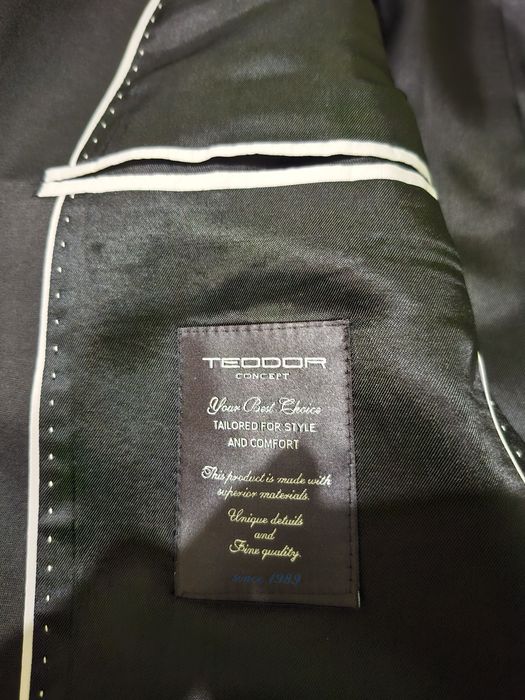 TEODOR
CONCEPT
Your Best Choice
TAILORED FOR STYLE
AND COMFORT
This product is made with
superior materials.
Unique details
and
Fine quality.
since 1989